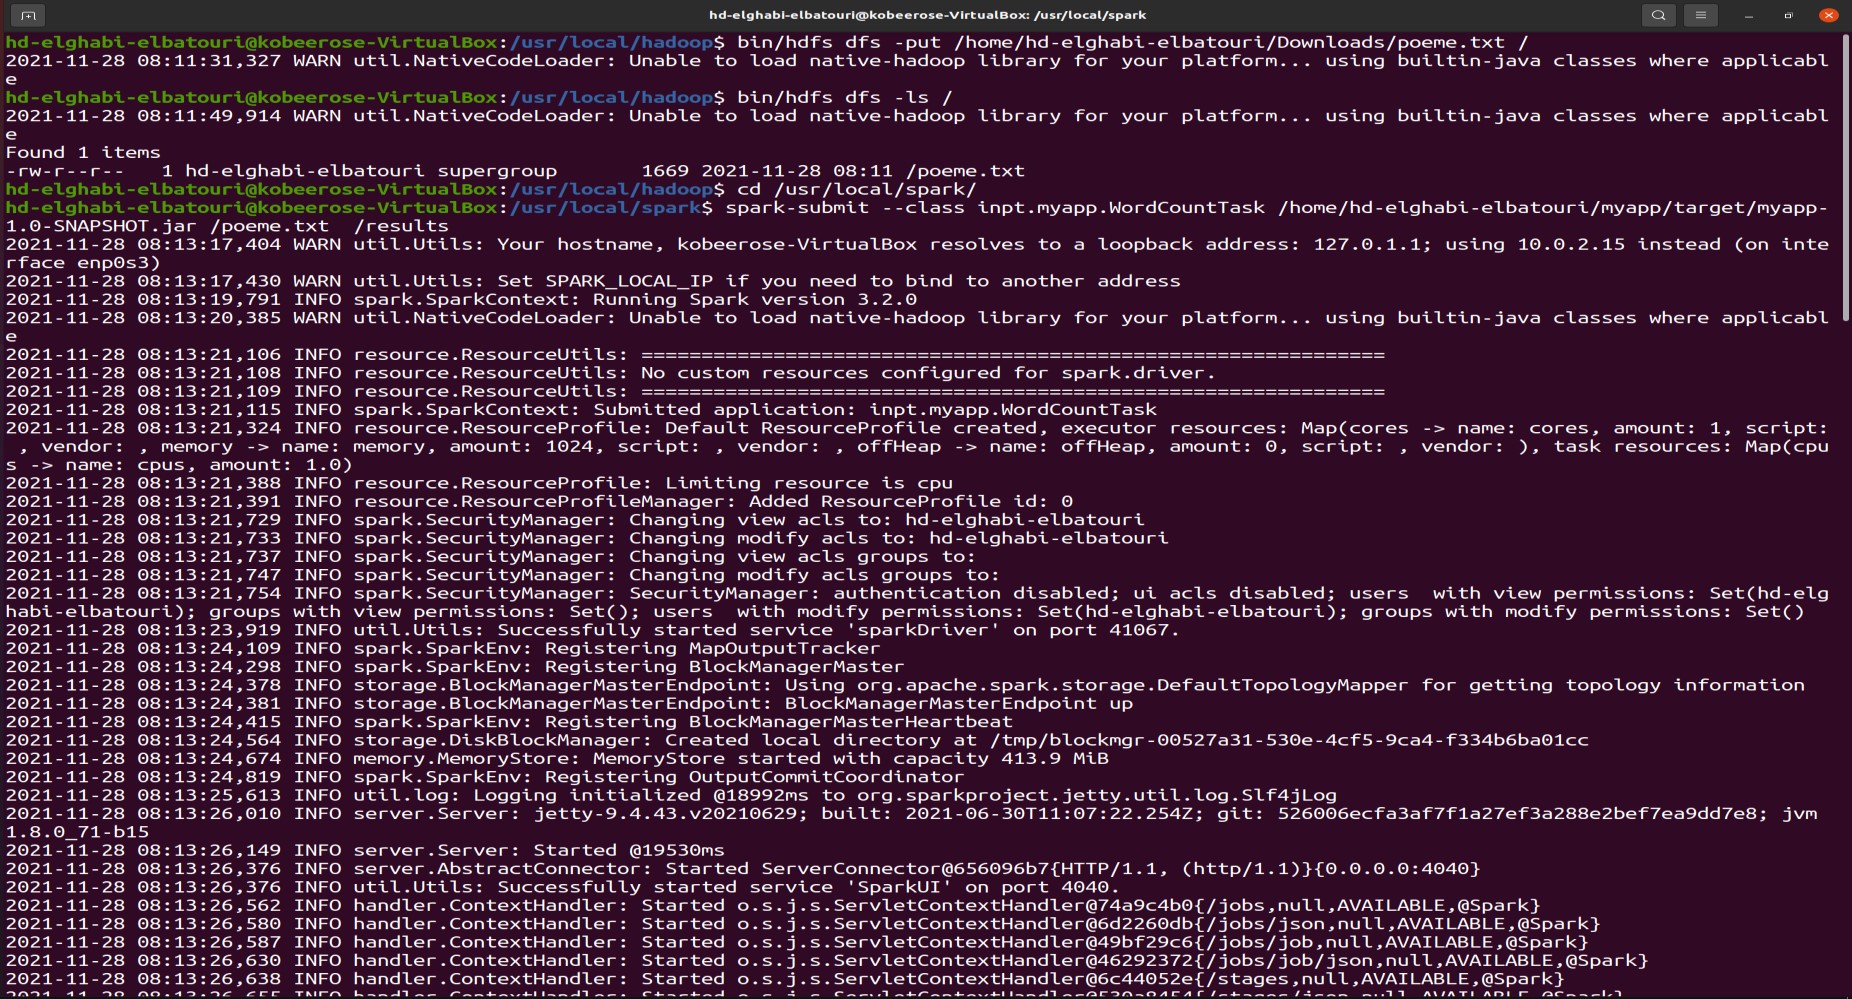 hd-elghabi-elbatouri@kobeerose-VirtualBox: /usr/local/spark
hd-elghabi-elbatouri@kobeerose-VirtualBox:/usr/local/hadoop$ bin/hdfs dfs -put /home/hd-elghabi-elbatouri/Downloads/poeme.txt /
2021-11-28 08:11:31,327 WARN util.NativeCodeLoader: Unable to load native-hadoop library for your platform... using builtin-java classes where applicabl
e
hd-elghabi-elbatouri@kobeerose-VirtualBox:/usr/local/hadoop$ bin/hdfs dfs -ls /
2021-11-28 08:11:49,914 WARN util.NativeCodeLoader: Unable to load native-hadoop library for your platform... using builtin-java classes where applicabl
e
Found 1 items
-rw-r--r--   1 hd-elghabi-elbatouri supergroup       1669 2021-11-28 08:11 /poeme.txt
hd-elghabi-elbatouri@kobeerose-VirtualBox:/usr/local/hadoop$ cd /usr/local/spark/
hd-elghabi-elbatouri@kobeerose-VirtualBox:/usr/local/spark$ spark-submit --class inpt.myapp.WordCountTask /home/hd-elghabi-elbatouri/myapp/target/myapp-
1.0-SNAPSHOT.jar /poeme.txt  /results
2021-11-28 08:13:17,404 WARN util.Utils: Your hostname, kobeerose-VirtualBox resolves to a loopback address: 127.0.1.1; using 10.0.2.15 instead (on inte
rface enp0s3)
2021-11-28 08:13:17,430 WARN util.Utils: Set SPARK_LOCAL_IP if you need to bind to another address
2021-11-28 08:13:19,791 INFO spark.SparkContext: Running Spark version 3.2.0
2021-11-28 08:13:20,385 WARN util.NativeCodeLoader: Unable to load native-hadoop library for your platform... using builtin-java classes where applicabl
e
2021-11-28 08:13:21,106 INFO resource.ResourceUtils: ==============================================================
2021-11-28 08:13:21,108 INFO resource.ResourceUtils: No custom resources configured for spark.driver.
2021-11-28 08:13:21,109 INFO resource.ResourceUtils: ==============================================================
2021-11-28 08:13:21,115 INFO spark.SparkContext: Submitted application: inpt.myapp.WordCountTask
2021-11-28 08:13:21,324 INFO resource.ResourceProfile: Default ResourceProfile created, executor resources: Map(cores -> name: cores, amount: 1, script:
 , vendor: , memory -> name: memory, amount: 1024, script: , vendor: , offHeap -> name: offHeap, amount: 0, script: , vendor: ), task resources: Map(cpu
s -> name: cpus, amount: 1.0)
2021-11-28 08:13:21,388 INFO resource.ResourceProfile: Limiting resource is cpu
2021-11-28 08:13:21,391 INFO resource.ResourceProfileManager: Added ResourceProfile id: 0
2021-11-28 08:13:21,729 INFO spark.SecurityManager: Changing view acls to: hd-elghabi-elbatouri
2021-11-28 08:13:21,733 INFO spark.SecurityManager: Changing modify acls to: hd-elghabi-elbatouri
2021-11-28 08:13:21,737 INFO spark.SecurityManager: Changing view acls groups to:
2021-11-28 08:13:21,747 INFO spark.SecurityManager: Changing modify acls groups to:
2021-11-28 08:13:21,754 INFO spark.SecurityManager: SecurityManager: authentication disabled; ui acls disabled; users  with view permissions: Set(hd-elg
habi-elbatouri); groups with view permissions: Set(); users  with modify permissions: Set(hd-elghabi-elbatouri); groups with modify permissions: Set()
2021-11-28 08:13:23,919 INFO util.Utils: Successfully started service 'sparkDriver' on port 41067.
2021-11-28 08:13:24,109 INFO spark.SparkEnv: Registering MapOutputTracker
2021-11-28 08:13:24,298 INFO spark.SparkEnv: Registering BlockManagerMaster
2021-11-28 08:13:24,378 INFO storage.BlockManagerMasterEndpoint: Using org.apache.spark.storage.DefaultTopologyMapper for getting topology information
2021-11-28 08:13:24,381 INFO storage.BlockManagerMasterEndpoint: BlockManagerMasterEndpoint up
2021-11-28 08:13:24,415 INFO spark.SparkEnv: Registering BlockManagerMasterHeartbeat
2021-11-28 08:13:24,564 INFO storage.DiskBlockManager: Created local directory at /tmp/blockmgr-00527a31-530e-4cf5-9ca4-f334b6ba01cc
2021-11-28 08:13:24,674 INFO memory.MemoryStore: MemoryStore started with capacity 413.9 MiB
2021-11-28 08:13:24,819 INFO spark.SparkEnv: Registering OutputCommitCoordinator
2021-11-28 08:13:25,613 INFO util.log: Logging initialized @18992ms to org.sparkproject.jetty.util.log.Slf4jLog
2021-11-28 08:13:26,010 INFO server.Server: jetty-9.4.43.v20210629; built: 2021-06-30T11:07:22.254Z; git: 526006ecfa3af7f1a27ef3a288e2bef7ea9dd7e8; jvm
1.8.0_71-b15
2021-11-28 08:13:26,149 INFO server.Server: Started @19530ms
2021-11-28 08:13:26,376 INFO server.AbstractConnector: Started ServerConnector@656096b7{HTTP/1.1, (http/1.1)}{0.0.0.0:4040}
2021-11-28 08:13:26,376 INFO util.Utils: Successfully started service 'SparkUI' on port 4040.
2021-11-28 08:13:26,562 INFO handler.ContextHandler: Started o.s.j.s.ServletContextHandler@74a9c4b0{/jobs,null,AVAILABLE,@Spark}
2021-11-28 08:13:26,580 INFO handler.ContextHandler: Started o.s.j.s.ServletContextHandler@6d2260db{/jobs/json,null,AVAILABLE,@Spark}
2021-11-28 08:13:26,587 INFO handler.ContextHandler: Started o.s.j.s.ServletContextHandler@49bf29c6{/jobs/job,null,AVAILABLE,@Spark}
2021-11-28 08:13:26,630 INFO handler.ContextHandler: Started o.s.j.s.ServletContextHandler@46292372{/jobs/job/json,null,AVAILABLE,@Spark}
2021-11-28 08:13:26,638 INFO handler.ContextHandler: Started o.s.j.s.ServletContextHandler@6c44052e{/stages,null,AVAILABLE,@Spark}